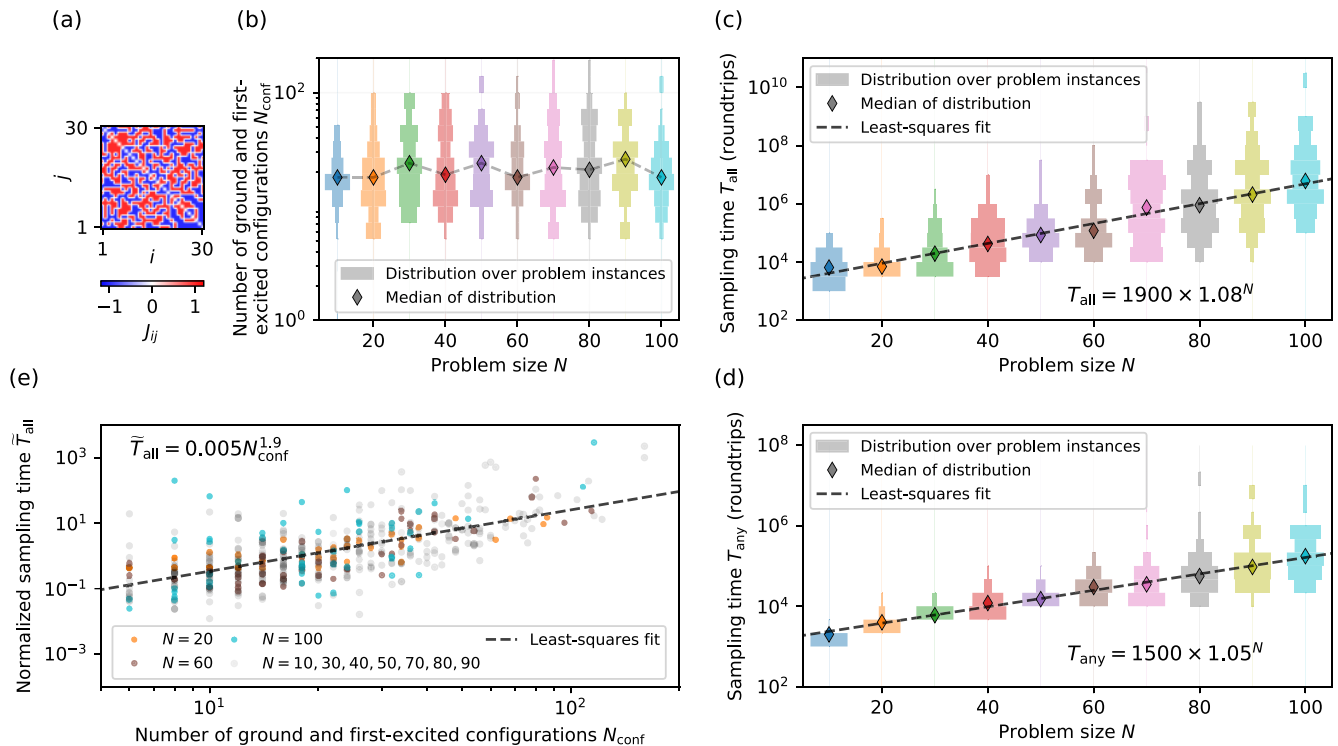 (a)
30
j
1
1
30
i
−1
0
1
J_ij
(b)
Number of ground and first-
excited configurations N_conf
10^2
10^1
10^0
Distribution over problem instances
Median of distribution
20
40
60
80
100
Problem size N
(c)
Sampling time T_all (roundtrips)
10^10
10^8
10^6
10^4
10^2
Distribution over problem instances
Median of distribution
Least-squares fit
T_all = 1900 × 1.08^N
20
40
60
80
100
Problem size N
(e)
Normalized sampling time T̃_all
10^3
10^1
10^−1
10^−3
T̃_all = 0.005N_conf^1.9
N = 20
N = 100
Least-squares fit
N = 60
N = 10, 30, 40, 50, 70, 80, 90
10^1
10^2
Number of ground and first-excited configurations N_conf
(d)
Sampling time T_any (roundtrips)
10^8
10^6
10^4
10^2
Distribution over problem instances
Median of distribution
Least-squares fit
T_any = 1500 × 1.05^N
20
40
60
80
100
Problem size N